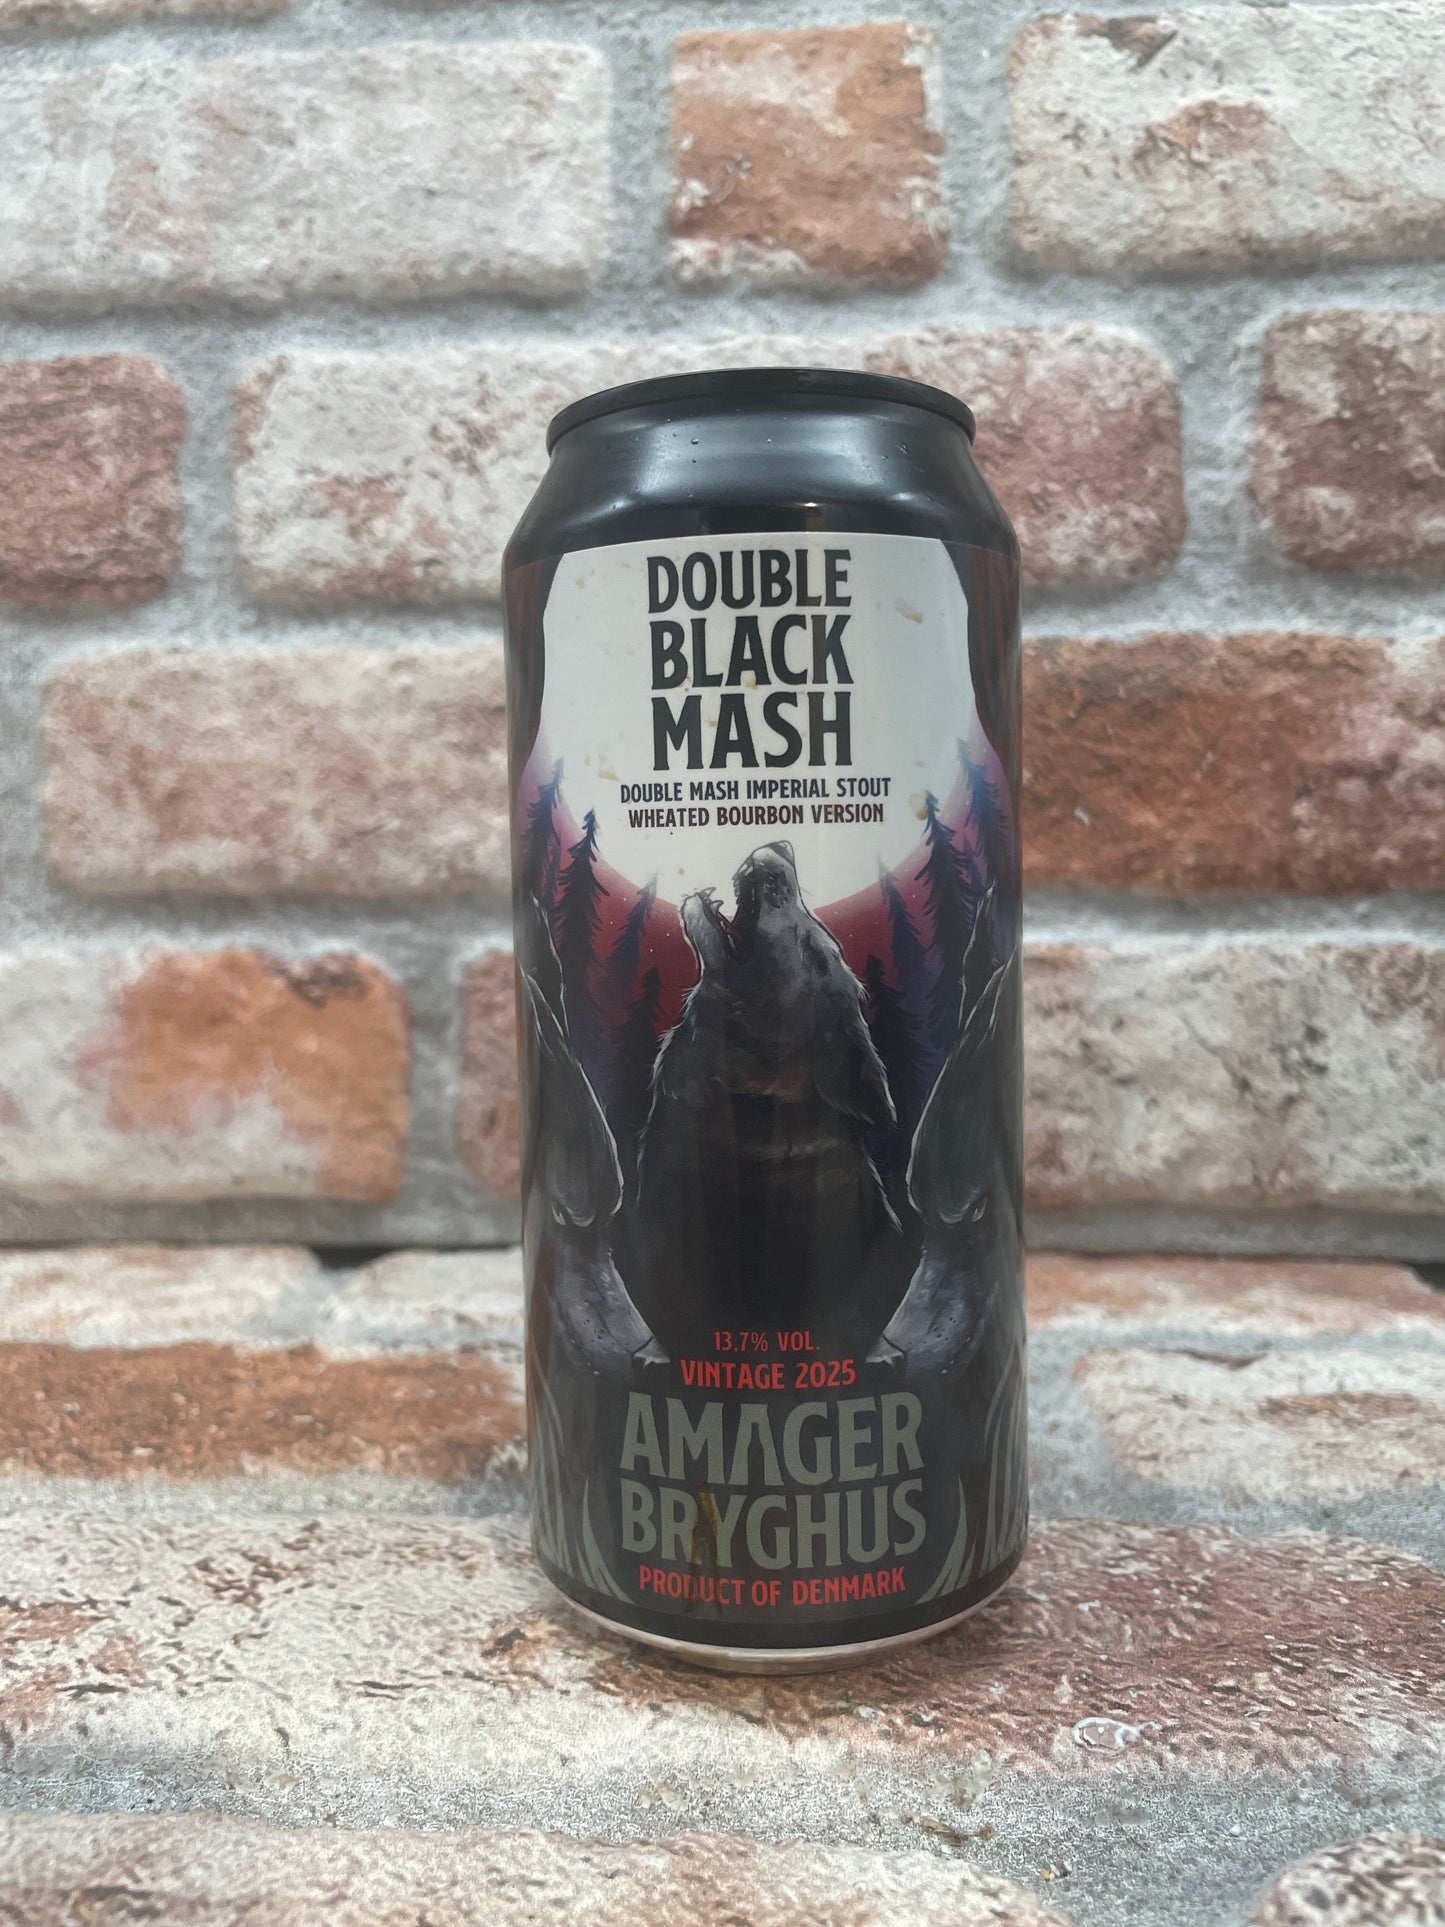 DOUBLE
BLACK
MASH
DOUBLE MASH IMPERIAL STOUT
WHEATED BOURBON VERSION
13,7% VOL.
VINTAGE 2025
AMAGER
BRYGHUS
PRODUCT OF DENMARK